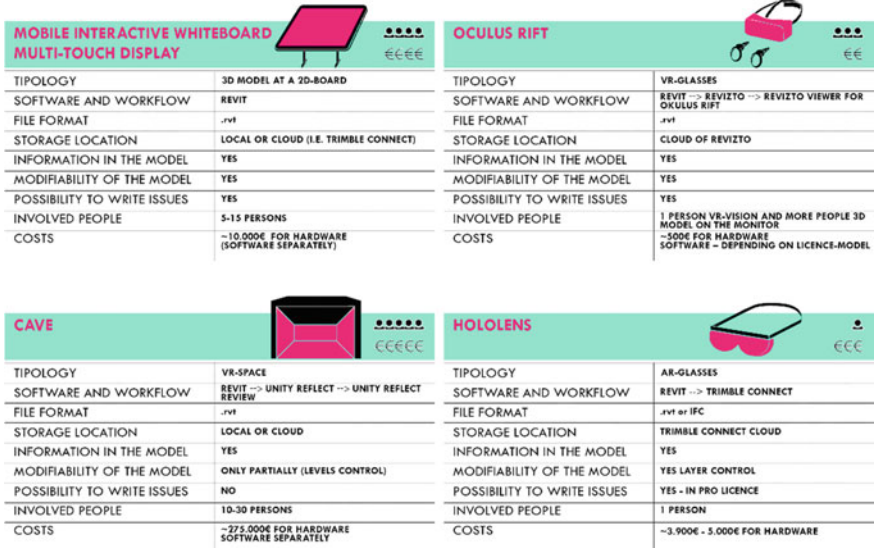 MOBILE INTERACTIVE WHITEBOARD
MULTI-TOUCH DISPLAY
€€€€
TIPOLOGY 3D MODEL AT A 2D-BOARD
SOFTWARE AND WORKFLOW REVIT
FILE FORMAT .rvt
STORAGE LOCATION LOCAL OR CLOUD (I.E. TRIMBLE CONNECT)
INFORMATION IN THE MODEL YES
MODIFIABILITY OF THE MODEL YES
POSSIBILITY TO WRITE ISSUES YES
INVOLVED PEOPLE 5-15 PERSONS
COSTS ~10.000€ FOR HARDWARE
(SOFTWARE SEPARATELY)
OCULUS RIFT
€€
TIPOLOGY VR-GLASSES
SOFTWARE AND WORKFLOW REVIT --> REVIZTO --> REVIZTO VIEWER FOR
OKULUS RIFT
FILE FORMAT .rvt
STORAGE LOCATION CLOUD OF REVIZTO
INFORMATION IN THE MODEL YES
MODIFIABILITY OF THE MODEL YES
POSSIBILITY TO WRITE ISSUES YES
INVOLVED PEOPLE 1 PERSON VR-VISION AND MORE PEOPLE 3D
MODEL ON THE MONITOR
COSTS ~500€ FOR HARDWARE
SOFTWARE – DEPENDING ON LICENCE-MODEL
CAVE
€€€€€
TIPOLOGY VR-SPACE
SOFTWARE AND WORKFLOW REVIT --> UNITY REFLECT --> UNITY REFLECT
REVIEW
FILE FORMAT .rvt
STORAGE LOCATION LOCAL OR CLOUD
INFORMATION IN THE MODEL YES
MODIFIABILITY OF THE MODEL ONLY PARTIALLY (LEVELS CONTROL)
POSSIBILITY TO WRITE ISSUES NO
INVOLVED PEOPLE 10-30 PERSONS
COSTS ~275.000€ FOR HARDWARE
SOFTWARE SEPARATELY
HOLOLENS
€€€
TIPOLOGY AR-GLASSES
SOFTWARE AND WORKFLOW REVIT --> TRIMBLE CONNECT
FILE FORMAT .rvt or IFC
STORAGE LOCATION TRIMBLE CONNECT CLOUD
INFORMATION IN THE MODEL YES
MODIFIABILITY OF THE MODEL YES LAYER CONTROL
POSSIBILITY TO WRITE ISSUES YES - IN PRO LICENCE
INVOLVED PEOPLE 1 PERSON
COSTS ~3.900€ - 5.000€ FOR HARDWARE